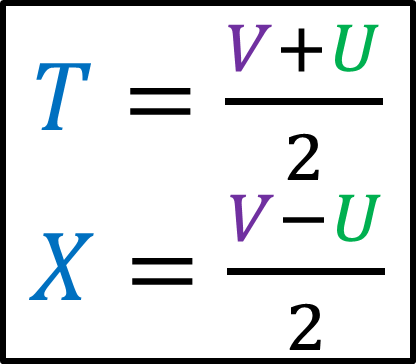 T = (V + U) / 2
X = (V − U) / 2